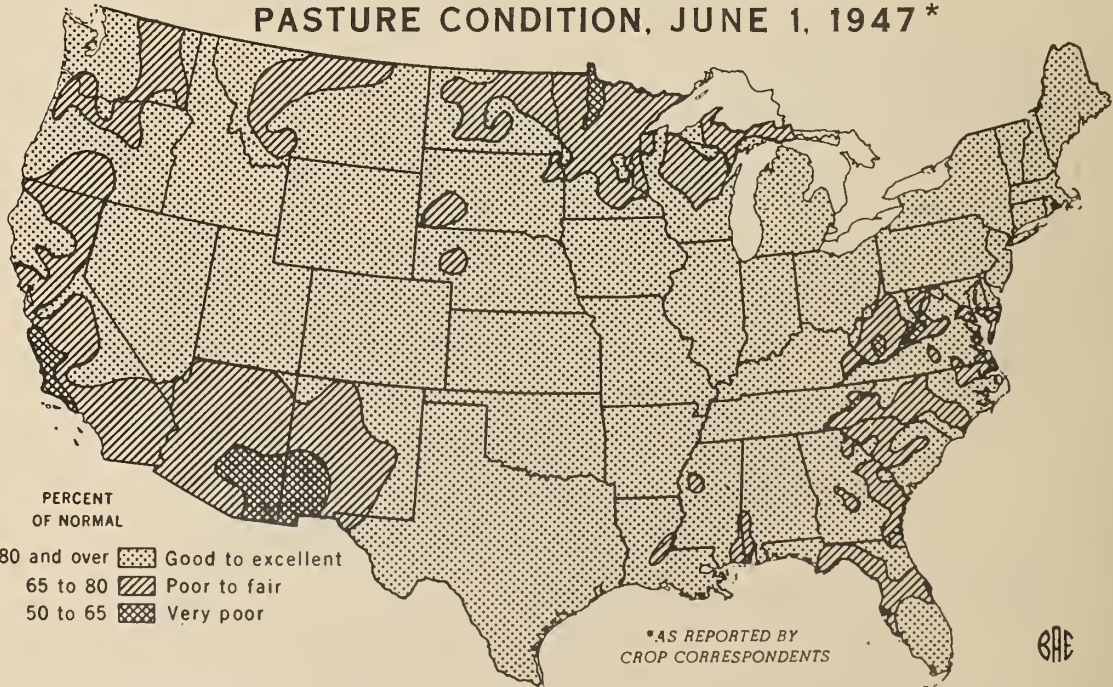 PASTURE CONDITION, JUNE 1, 1947*
PERCENT
OF NORMAL
80 and over Good to excellent
65 to 80 Poor to fair
50 to 65 Very poor
*AS REPORTED BY
CROP CORRESPONDENTS
BAE